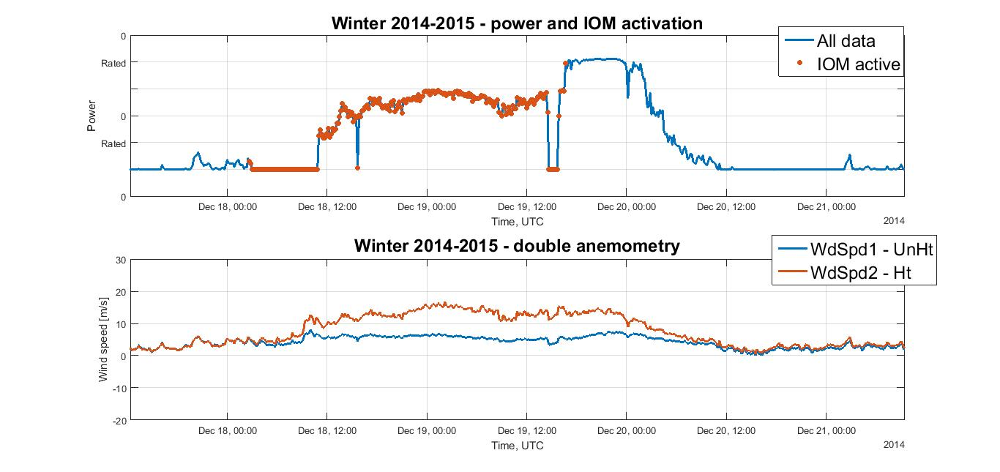 Winter 2014-2015 - power and IOM activation
All data
IOM active
Power
0
Rated
0
Rated
0
Dec 18, 00:00 Dec 18, 12:00 Dec 19, 00:00 Dec 19, 12:00 Dec 20, 00:00 Dec 20, 12:00 Dec 21, 00:00
Time, UTC
2014
Winter 2014-2015 - double anemometry
WdSpd1 - UnHt
WdSpd2 - Ht
Wind speed [m/s]
30
20
10
0
-10
-20
Dec 18, 00:00 Dec 18, 12:00 Dec 19, 00:00 Dec 19, 12:00 Dec 20, 00:00 Dec 20, 12:00 Dec 21, 00:00
Time, UTC
2014